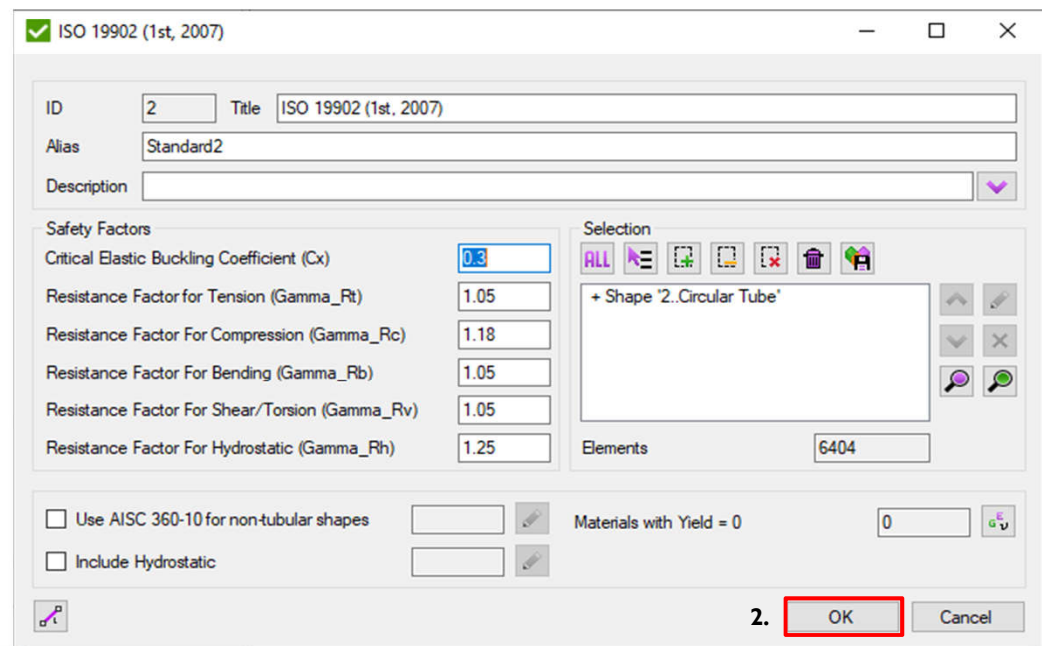 ISO 19902 (1st, 2007)
ID 2 Title ISO 19902 (1st, 2007)
Alias Standard2
Description
Safety Factors
Critical Elastic Buckling Coefficient (Cx) 0.3
Resistance Factor for Tension (Gamma_Rt) 1.05
Resistance Factor For Compression (Gamma_Rc) 1.18
Resistance Factor For Bending (Gamma_Rb) 1.05
Resistance Factor For Shear/Torsion (Gamma_Rv) 1.05
Resistance Factor For Hydrostatic (Gamma_Rh) 1.25
Selection
ALL
+ Shape '2..Circular Tube'
Elements 6404
Use AISC 360-10 for non-tubular shapes
Include Hydrostatic
Materials with Yield = 0 0
G E ν
2. OK Cancel